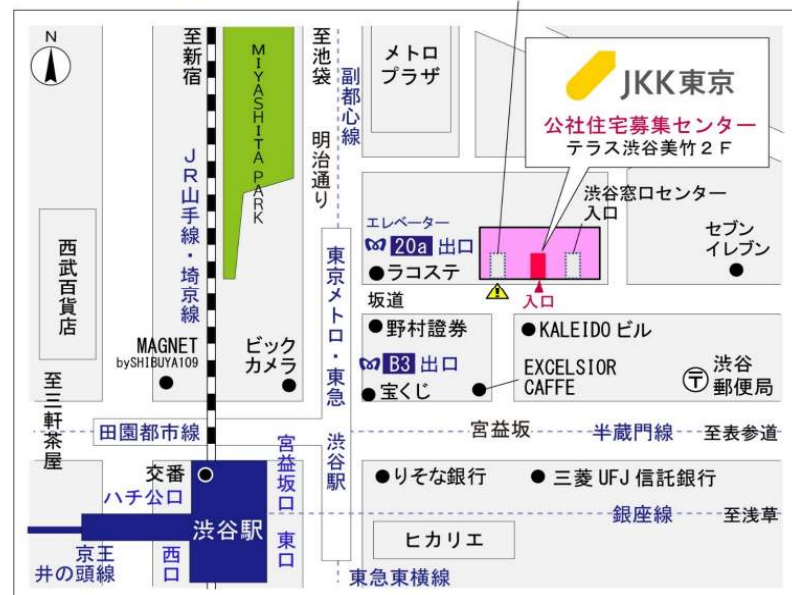 N
至新宿
MIYASHITA PARK
至池袋
副都心線
明治通り
メトロ
プラザ
JKK東京
公社住宅募集センター
テラス渋谷美竹2F
JR山手線・埼京線
渋谷窓口センター
入口
エレベーター
20a 出口
ラコステ
セブン
イレブン
西武百貨店
東京メトロ・東急 渋谷駅
坂道
入口
野村證券
KALEIDO ビル
MAGNET
bySHIBUYA109
ビック
カメラ
B3 出口
宝くじ
EXCELSIOR
CAFFE
〒
渋谷
郵便局
至三軒茶屋
田園都市線
宮益坂
半蔵門線
至表参道
交番
宮益坂口
ハチ公口
りそな銀行
三菱UFJ信託銀行
渋谷駅
銀座線
至浅草
京王
井の頭線
西口
東口
ヒカリエ
東急東横線